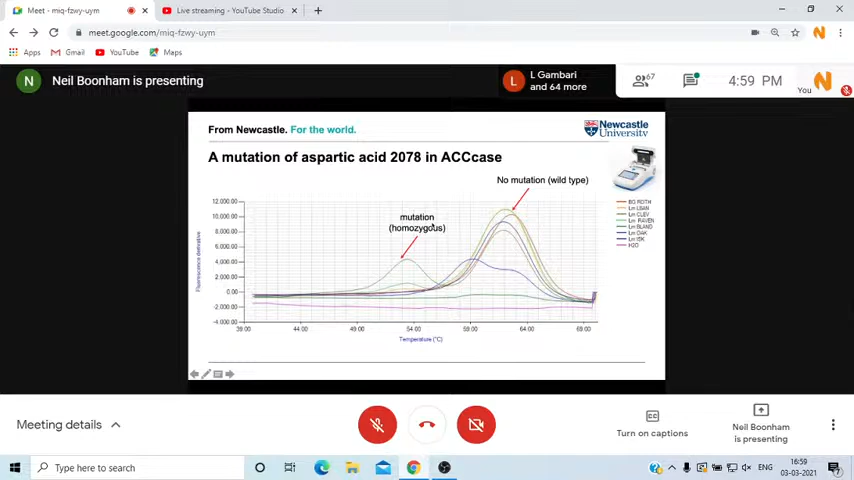 Meet - miq-fzwy-uym
Live streaming - YouTube Studio
meet.google.com/miq-fzwy-uym
Apps
Gmail
YouTube
Maps
N
Neil Boonham is presenting
L
L Gambari
and 64 more
67
4:59 PM
You
From Newcastle. For the world.
Newcastle
University
A mutation of aspartic acid 2078 in ACCcase
No mutation (wild type)
mutation
(homozygous)
12,000.00
10,000.00
8,000.00
6,000.00
4,000.00
2,000.00
0.00
-2,000.00
-4,000.00
Fluorescence derivative
39.00
44.00
49.00
54.00
59.00
64.00
69.00
Temperature (°C)
Meeting details
Turn on captions
Neil Boonham
is presenting
Type here to search
ENG
16:59
03-03-2021